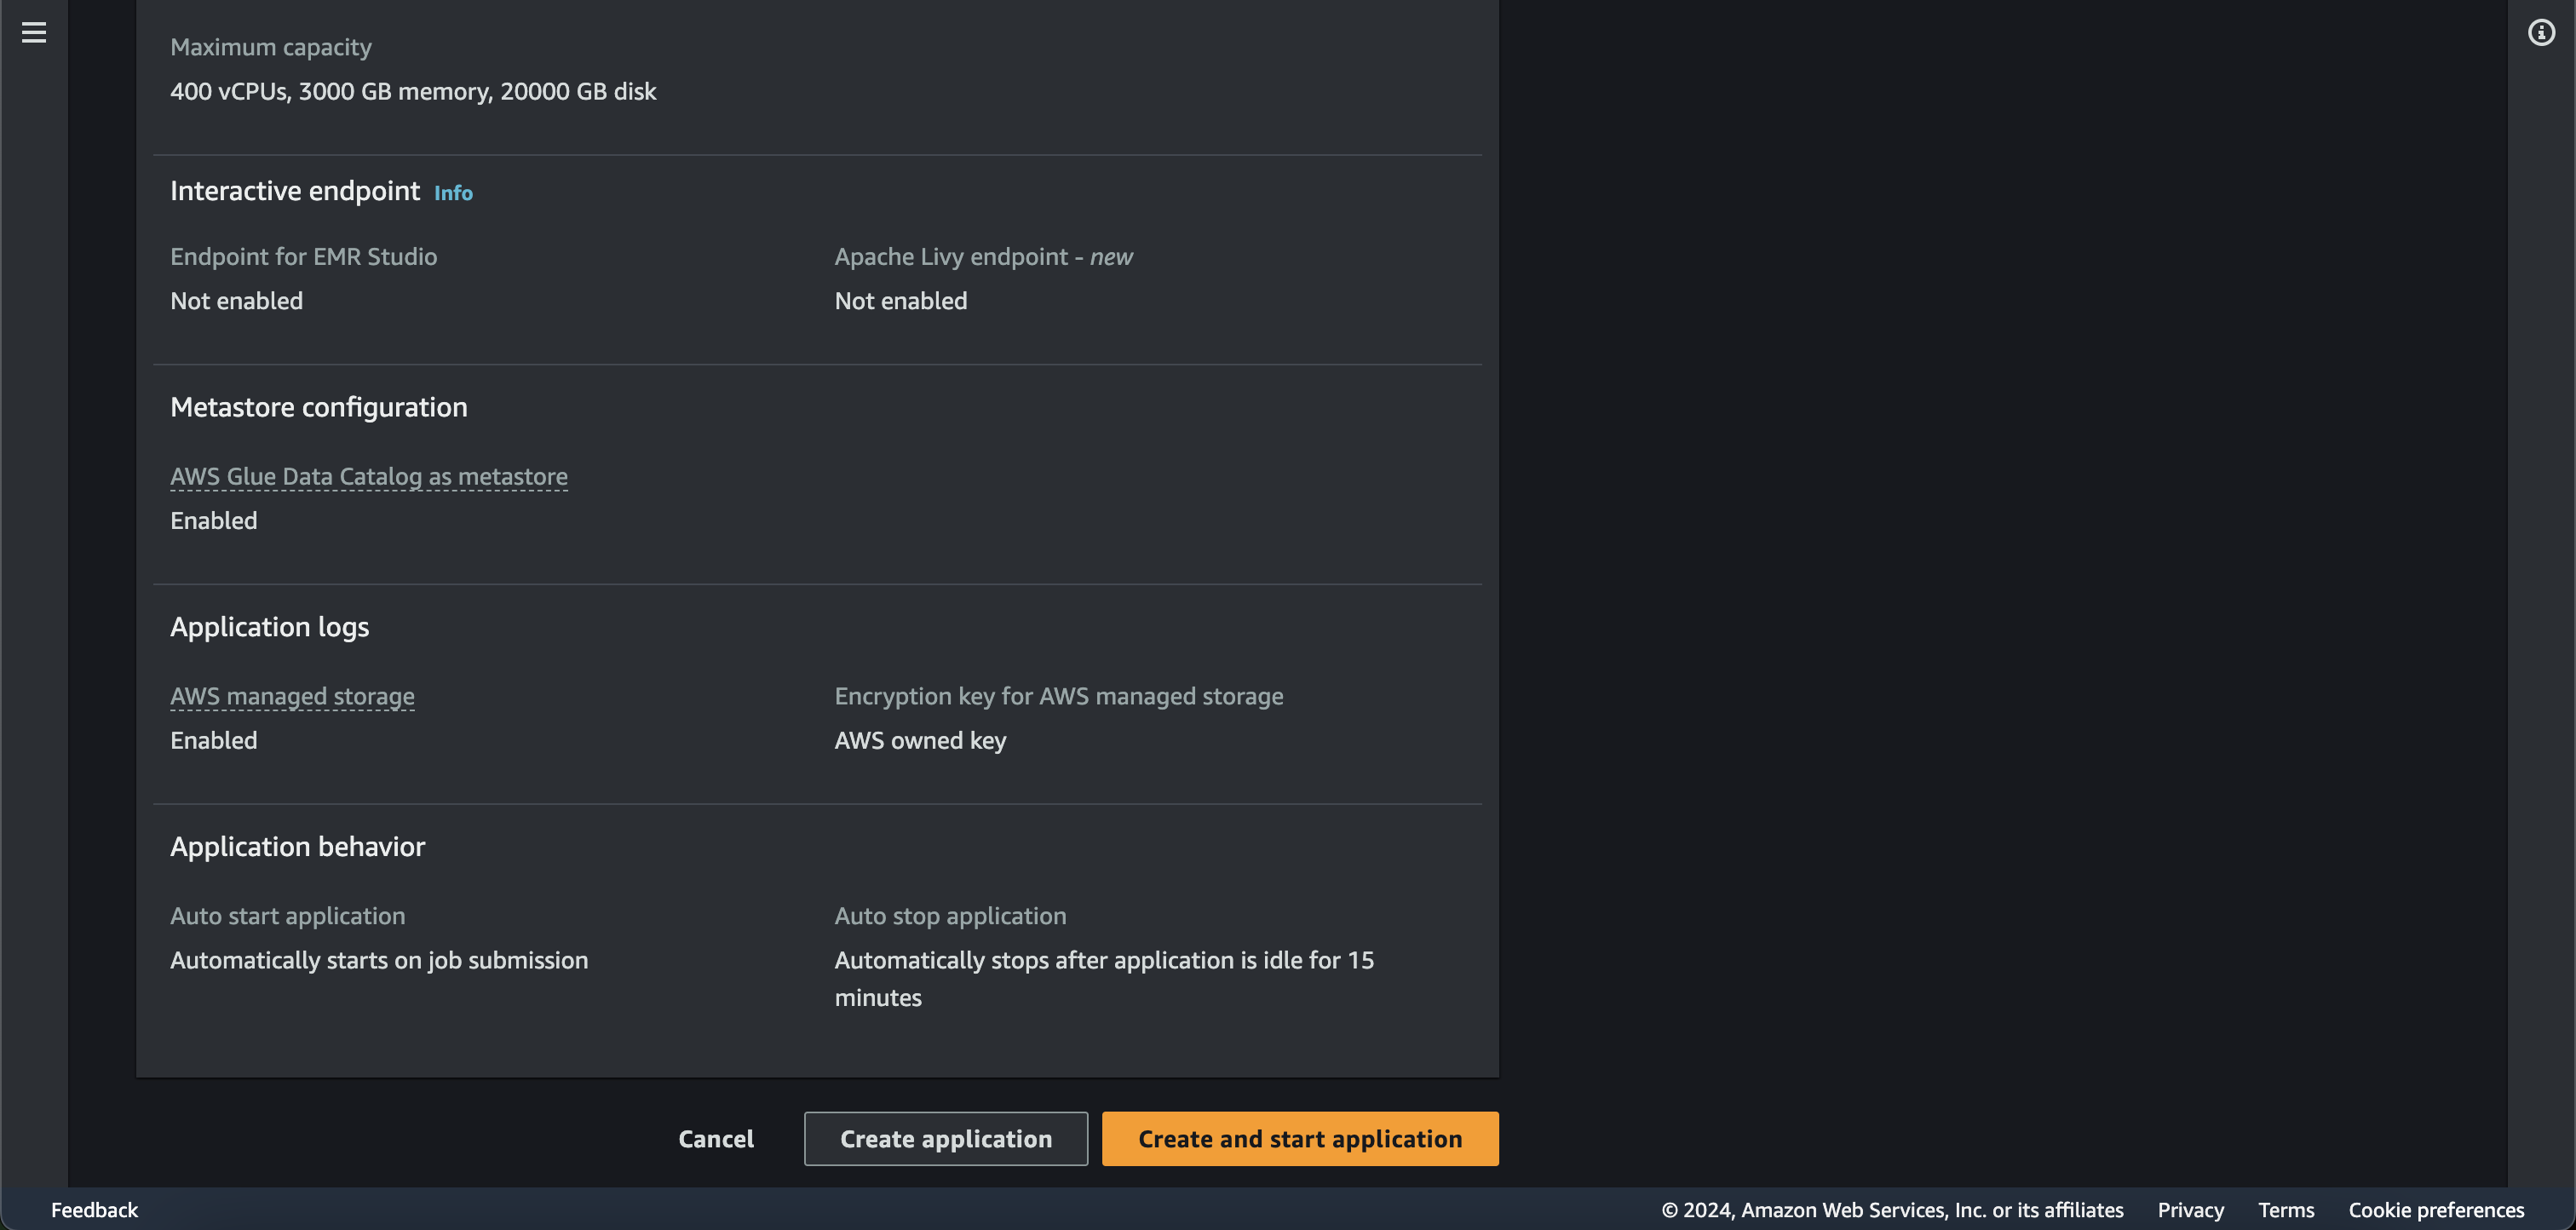 Maximum capacity
400 vCPUs, 3000 GB memory, 20000 GB disk
Interactive endpoint Info
Endpoint for EMR Studio
Not enabled
Apache Livy endpoint - new
Not enabled
Metastore configuration
AWS Glue Data Catalog as metastore
Enabled
Application logs
AWS managed storage
Enabled
Encryption key for AWS managed storage
AWS owned key
Application behavior
Auto start application
Automatically starts on job submission
Auto stop application
Automatically stops after application is idle for 15
minutes
Cancel
Create application
Create and start application
Feedback
© 2024, Amazon Web Services, Inc. or its affiliates
Privacy
Terms
Cookie preferences